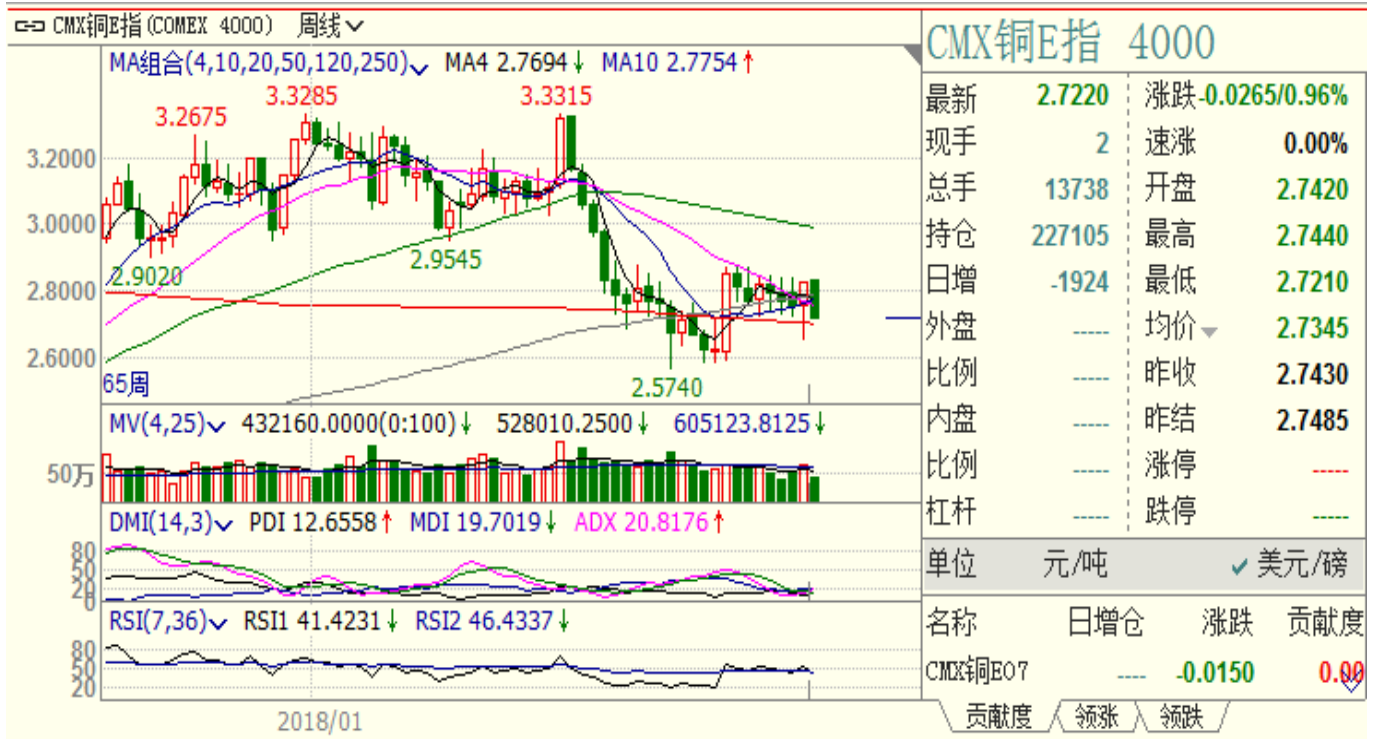 CMX铜E指(COMEX 4000) 周线
MA组合(4,10,20,50,120,250) MA4 2.7694↓ MA10 2.7754↑
3.2675
3.3285
3.3315
3.2000
3.0000
2.8000
2.6000
2.9020
2.9545
2.5740
65周
MV(4,25) 432160.0000(0:100)↓ 528010.2500↓ 605123.8125↓
50万
DMI(14,3) PDI 12.6558↑ MDI 19.7019↓ ADX 20.8176↑
80
50
20
0
RSI(7,36) RSI1 41.4231↓ RSI2 46.4337↓
80
50
20
2018/01
CMX铜E指 4000
最新 2.7220 涨跌 -0.0265/0.96%
现手 2 速涨 0.00%
总手 13738 开盘 2.7420
持仓 227105 最高 2.7440
日增 -1924 最低 2.7210
外盘 ----- 均价 2.7345
比例 ----- 昨收 2.7430
内盘 ----- 昨结 2.7485
比例 ----- 涨停 -----
杠杆 ----- 跌停 -----
单位 元/吨 ✓ 美元/磅
名称 日增仓 涨跌 贡献度
CMX铜E07 ---- -0.0150 0.00
贡献度 领涨 领跌